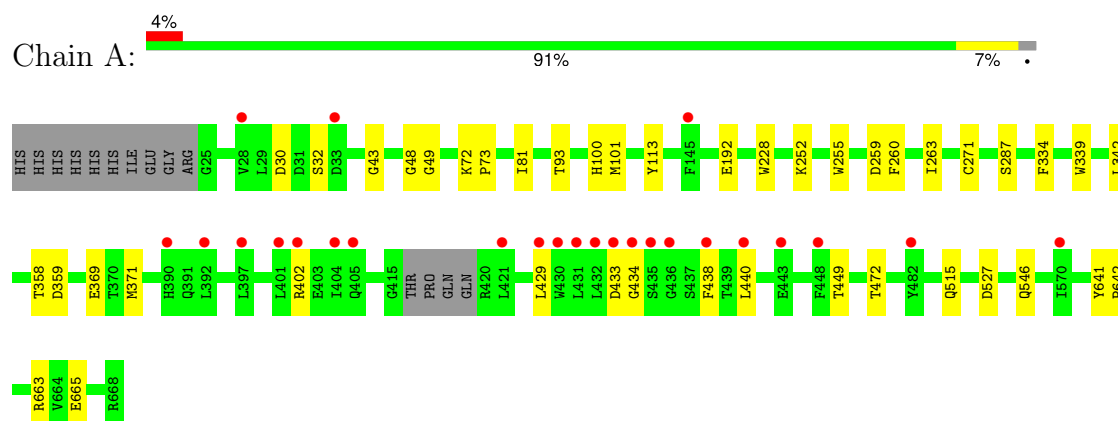 4%
Chain A:
91% 7% •
HIS HIS HIS HIS HIS HIS ILE GLU GLY ARG G25 V28 L29 D30 D31 S32 D33 G43 G48 G49 K72 P73 I81 T93 H100 M101 Y113 F145 E192 W228 K252 W255 D259 F260 I263 C271 S287 F334 W339
T358 D359 E369 T370 M371 H390 Q391 L392 L397 L401 R402 E403 I404 Q405 G415 THR PRO GLN GLN R420 L421 L429 W430 L431 L432 D433 G434 S435 G436 S437 F438 T439 L440 E443 F448 T449 T472 Y482 Q515 D527 Q546 I570 Y641
R663 V664 E665 R668